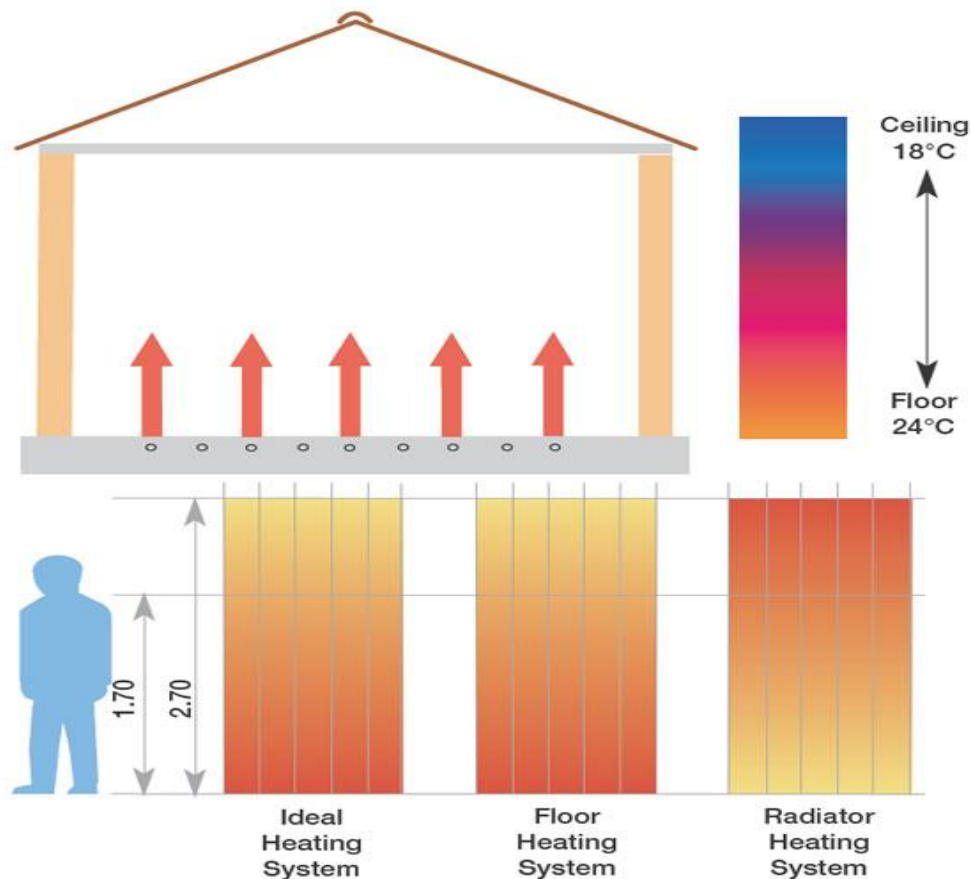 Ceiling
18°C
Floor
24°C
1.70
2.70
Ideal
Heating
System
Floor
Heating
System
Radiator
Heating
System